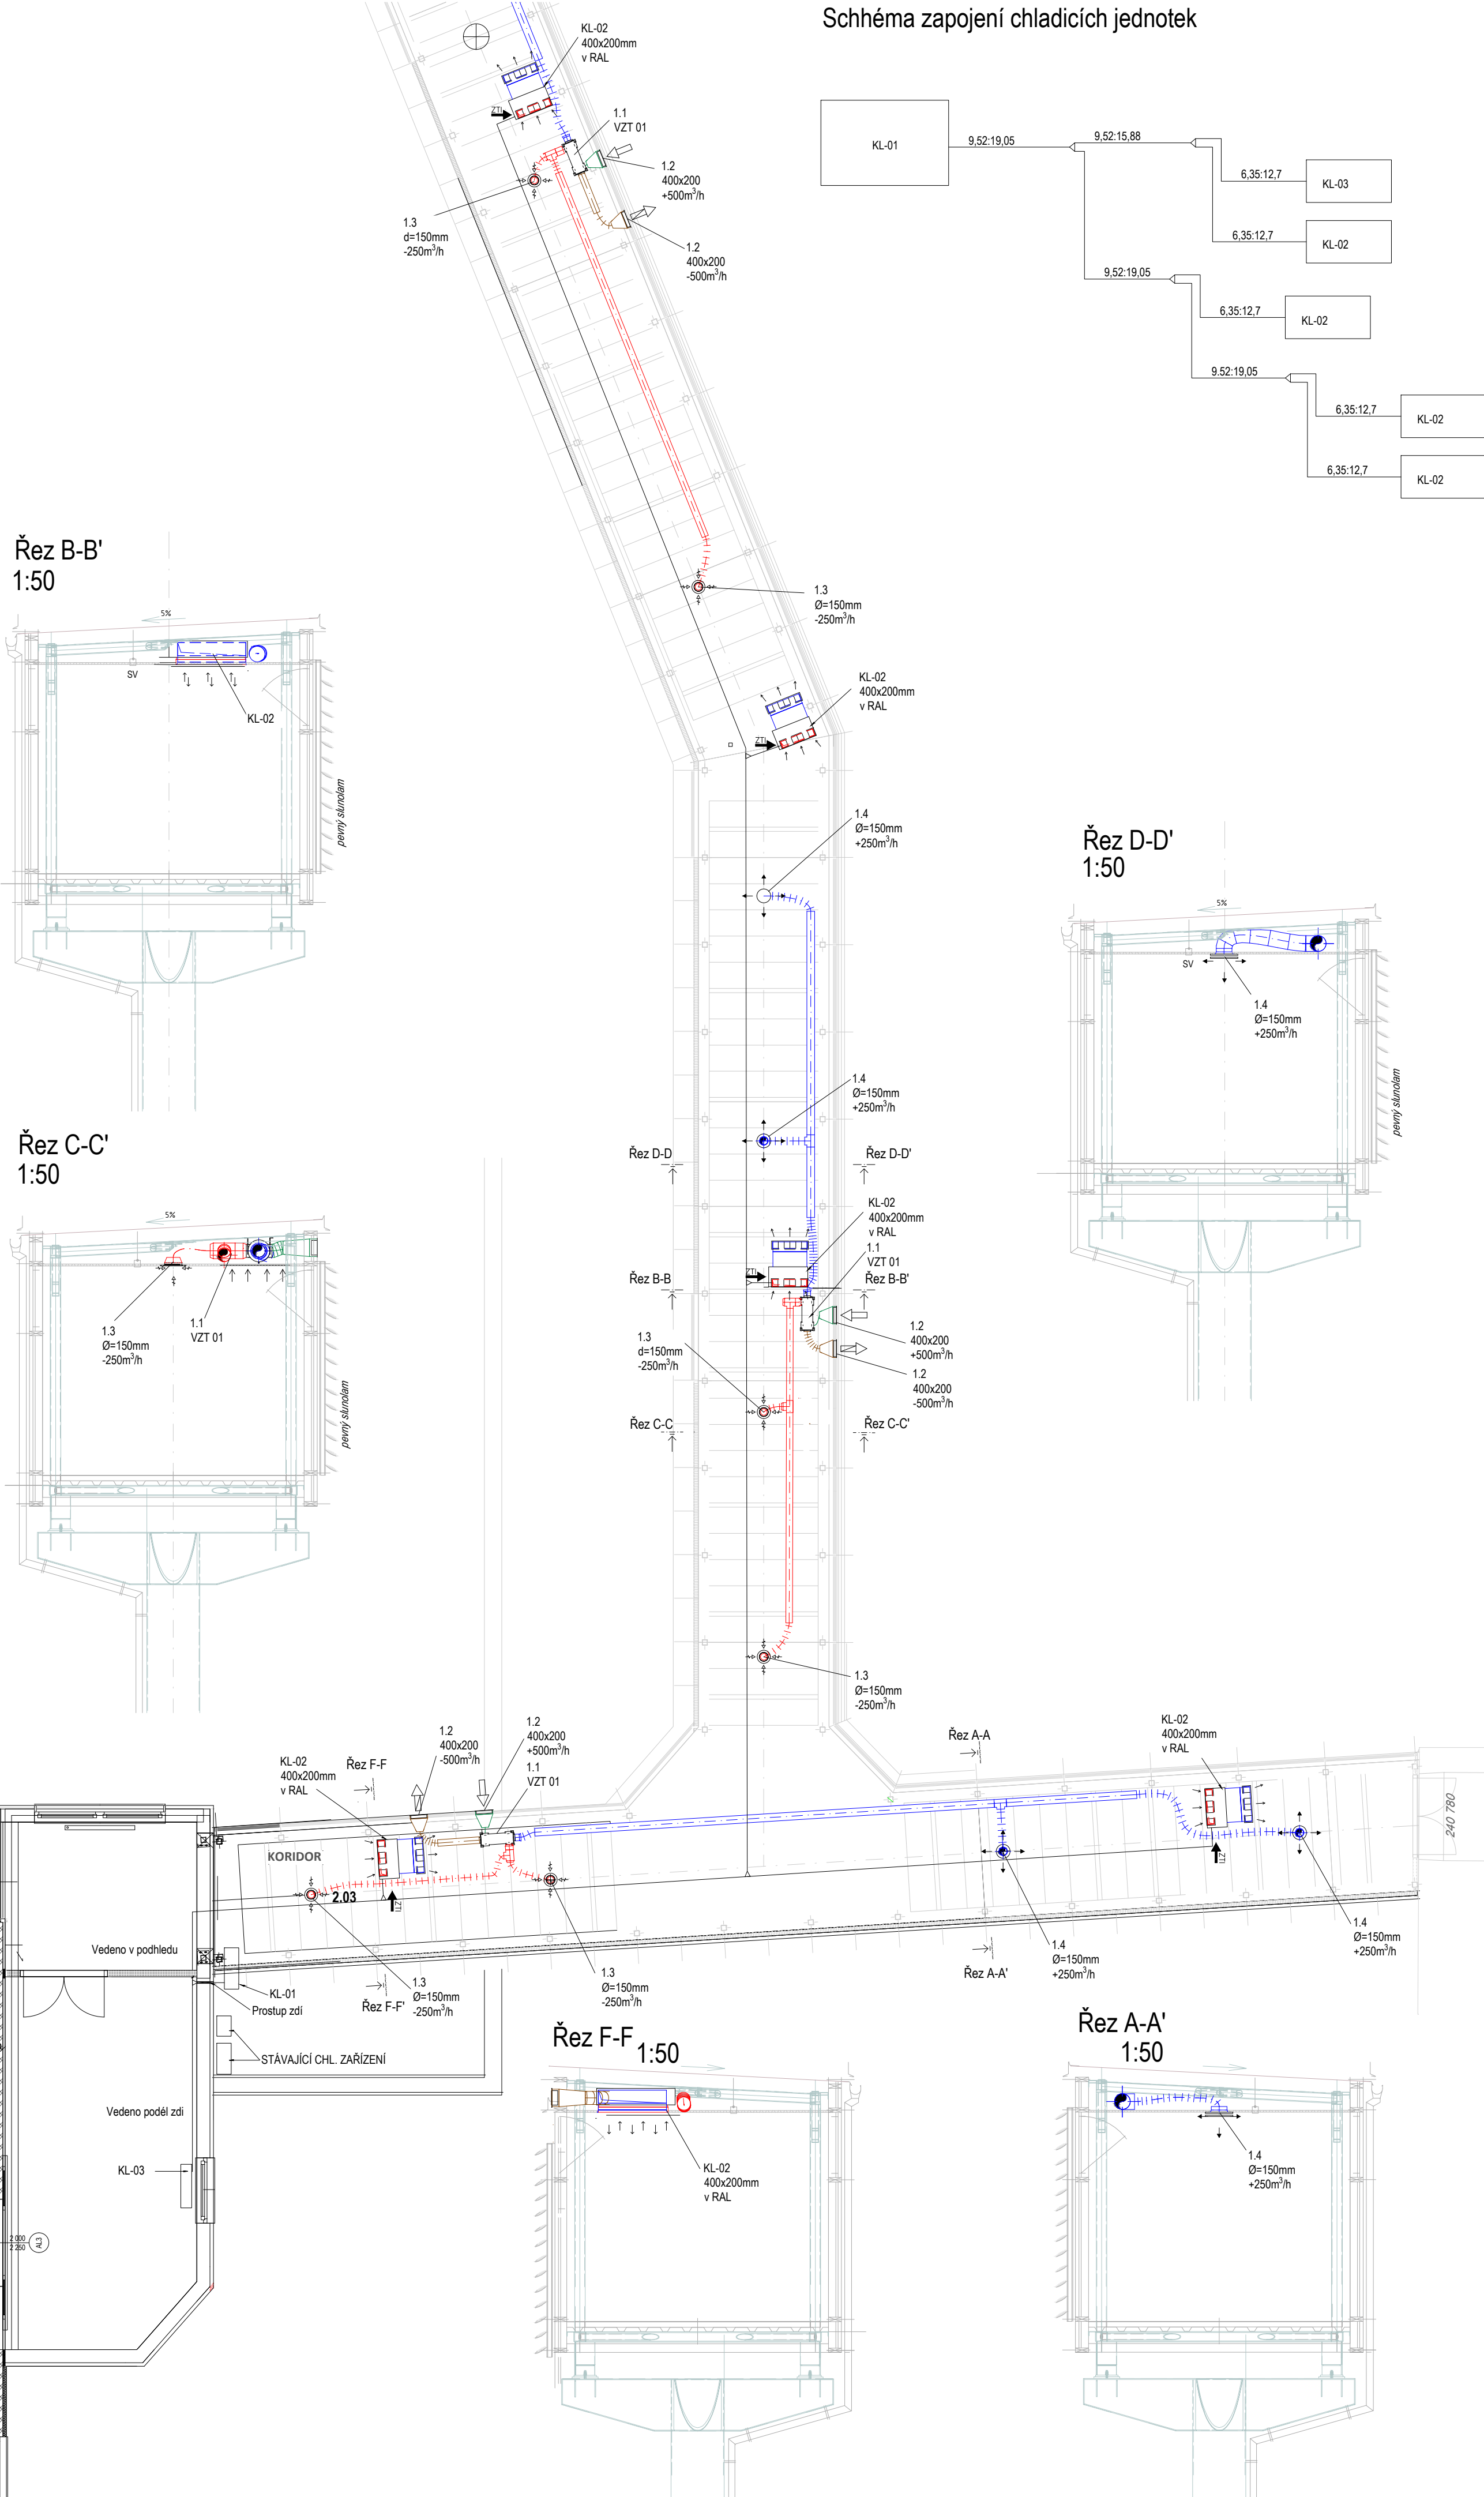 Schhéma zapojení chladicích jednotek
KL-01
9,52:19,05
9,52:15,88
6,35:12,7
KL-03
6,35:12,7
KL-02
9,52:19,05
6,35:12,7
KL-02
9.52:19,05
6,35:12,7
KL-02
6,35:12,7
KL-02
KL-02
400x200mm
v RAL
ZTI
1.1
VZT 01
1.2
400x200
+500m³/h
1.3
d=150mm
-250m³/h
1.2
400x200
-500m³/h
1.3
Ø=150mm
-250m³/h
KL-02
400x200mm
v RAL
ZTI
Řez B-B'
1:50
5%
SV
KL-02
pevný slunolam
1.4
Ø=150mm
+250m³/h
Řez D-D'
1:50
5%
SV
1.4
Ø=150mm
+250m³/h
pevný slunolam
1.4
Ø=150mm
+250m³/h
Řez D-D
Řez D-D'
KL-02
400x200mm
v RAL
1.1
VZT 01
ZTI
Řez B-B
Řez B-B'
1.2
400x200
+500m³/h
1.3
d=150mm
-250m³/h
1.2
400x200
-500m³/h
Řez C-C
Řez C-C'
Řez C-C'
1:50
5%
1.3
Ø=150mm
-250m³/h
1.1
VZT 01
pevný slunolam
1.3
Ø=150mm
-250m³/h
1.2
400x200
-500m³/h
1.2
400x200
+500m³/h
1.1
VZT 01
KL-02
400x200mm
v RAL
Řez F-F
Řez A-A
KL-02
400x200mm
v RAL
240 780
KORIDOR
2.03
ZTI
ZTI
Vedeno v podhledu
KL-01
Prostup zdí
Řez F-F'
1.3
Ø=150mm
-250m³/h
1.3
Ø=150mm
-250m³/h
Řez A-A'
1.4
Ø=150mm
+250m³/h
1.4
Ø=150mm
+250m³/h
STÁVAJÍCÍ CHL. ZAŘÍZENÍ
Vedeno podél zdi
KL-03
2 000
2 250
AL3
Řez F-F
1:50
KL-02
400x200mm
v RAL
Řez A-A'
1:50
1.4
Ø=150mm
+250m³/h